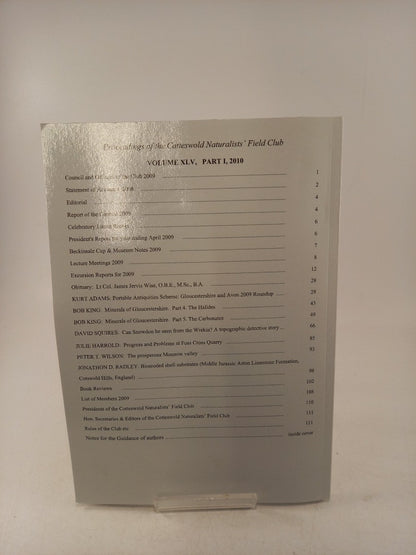 Proceedings of the Cotteswold Naturalists' Field Club
VOLUME XLV, PART I, 2010
Council and Officers of the Club 2009 1
Statement of Account 2008 2
Editorial 4
Report of the Council 2009 4
Celebratory Lunch 6
President's Report for year ending April 2009 6
Beckinsale Cup & Museum Notes 2009 7
Lecture Meetings 2009 8
Excursion Reports for 2009 12
Obituary: Lt Col. James Jervis Wise, O.B.E., M.Sc., B.A. 28
KURT ADAMS: Portable Antiquities Scheme: Gloucestershire and Avon 2009 Roundup 29
BOB KING: Minerals of Gloucestershire. Part 4. The Halides 45
BOB KING: Minerals of Gloucestershire. Part 5. The Carbonates 49
DAVID SQUIRES: Can Snowdon be seen from the Wrekin? A topographic detective story 66
JULIE HARROLD: Progress and Problems at Four Cross Quarry 85
PETER T. WILSON: The prosperous Monnow valley 93
JONATHON D. RADLEY: Bioeroded shell substrates (Middle Jurassic Aston Limestone Formation,
Cotswold Hills, England) 98
Book Reviews 102
List of Members 2009 108
Presidents of the Cotteswold Naturalists' Field Club 110
Hon. Secretaries & Editors of the Cotteswold Naturalists' Field Club 111
Rules of the Club etc 111
Notes for the Guidance of authors inside cover